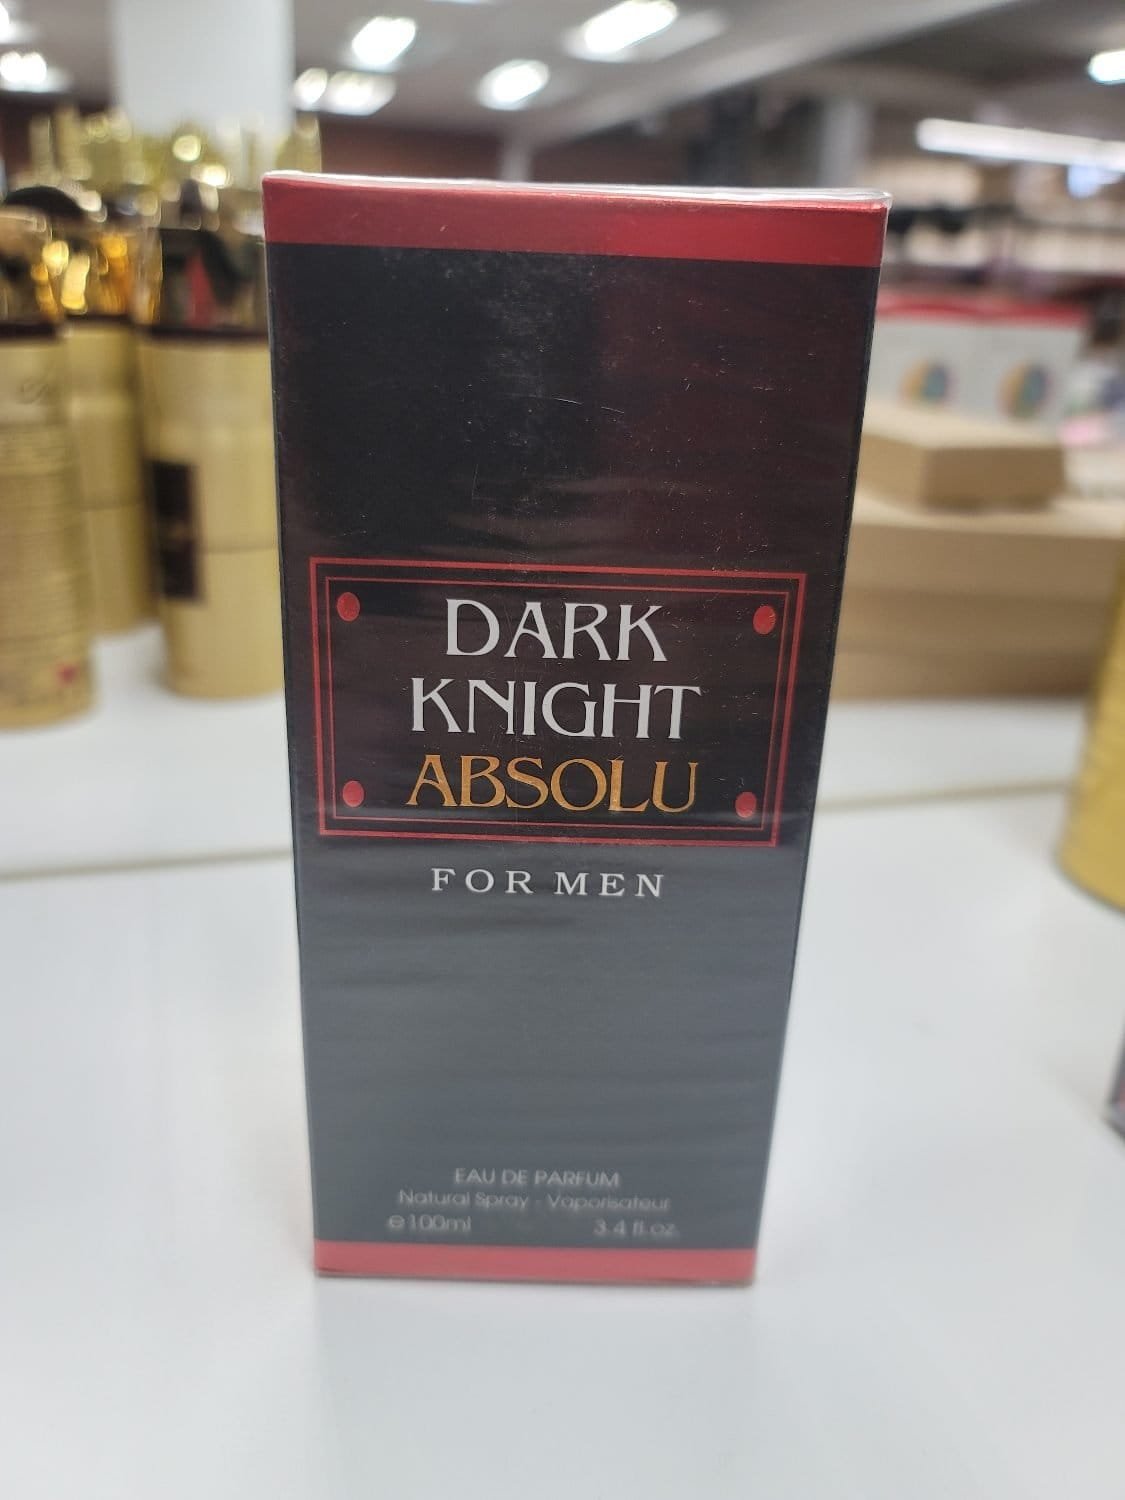 DARK
KNIGHT
ABSOLU
FOR MEN
EAU DE PARFUM
Natural Spray - Vaporisateur
e100ml 3.4 fl.oz.